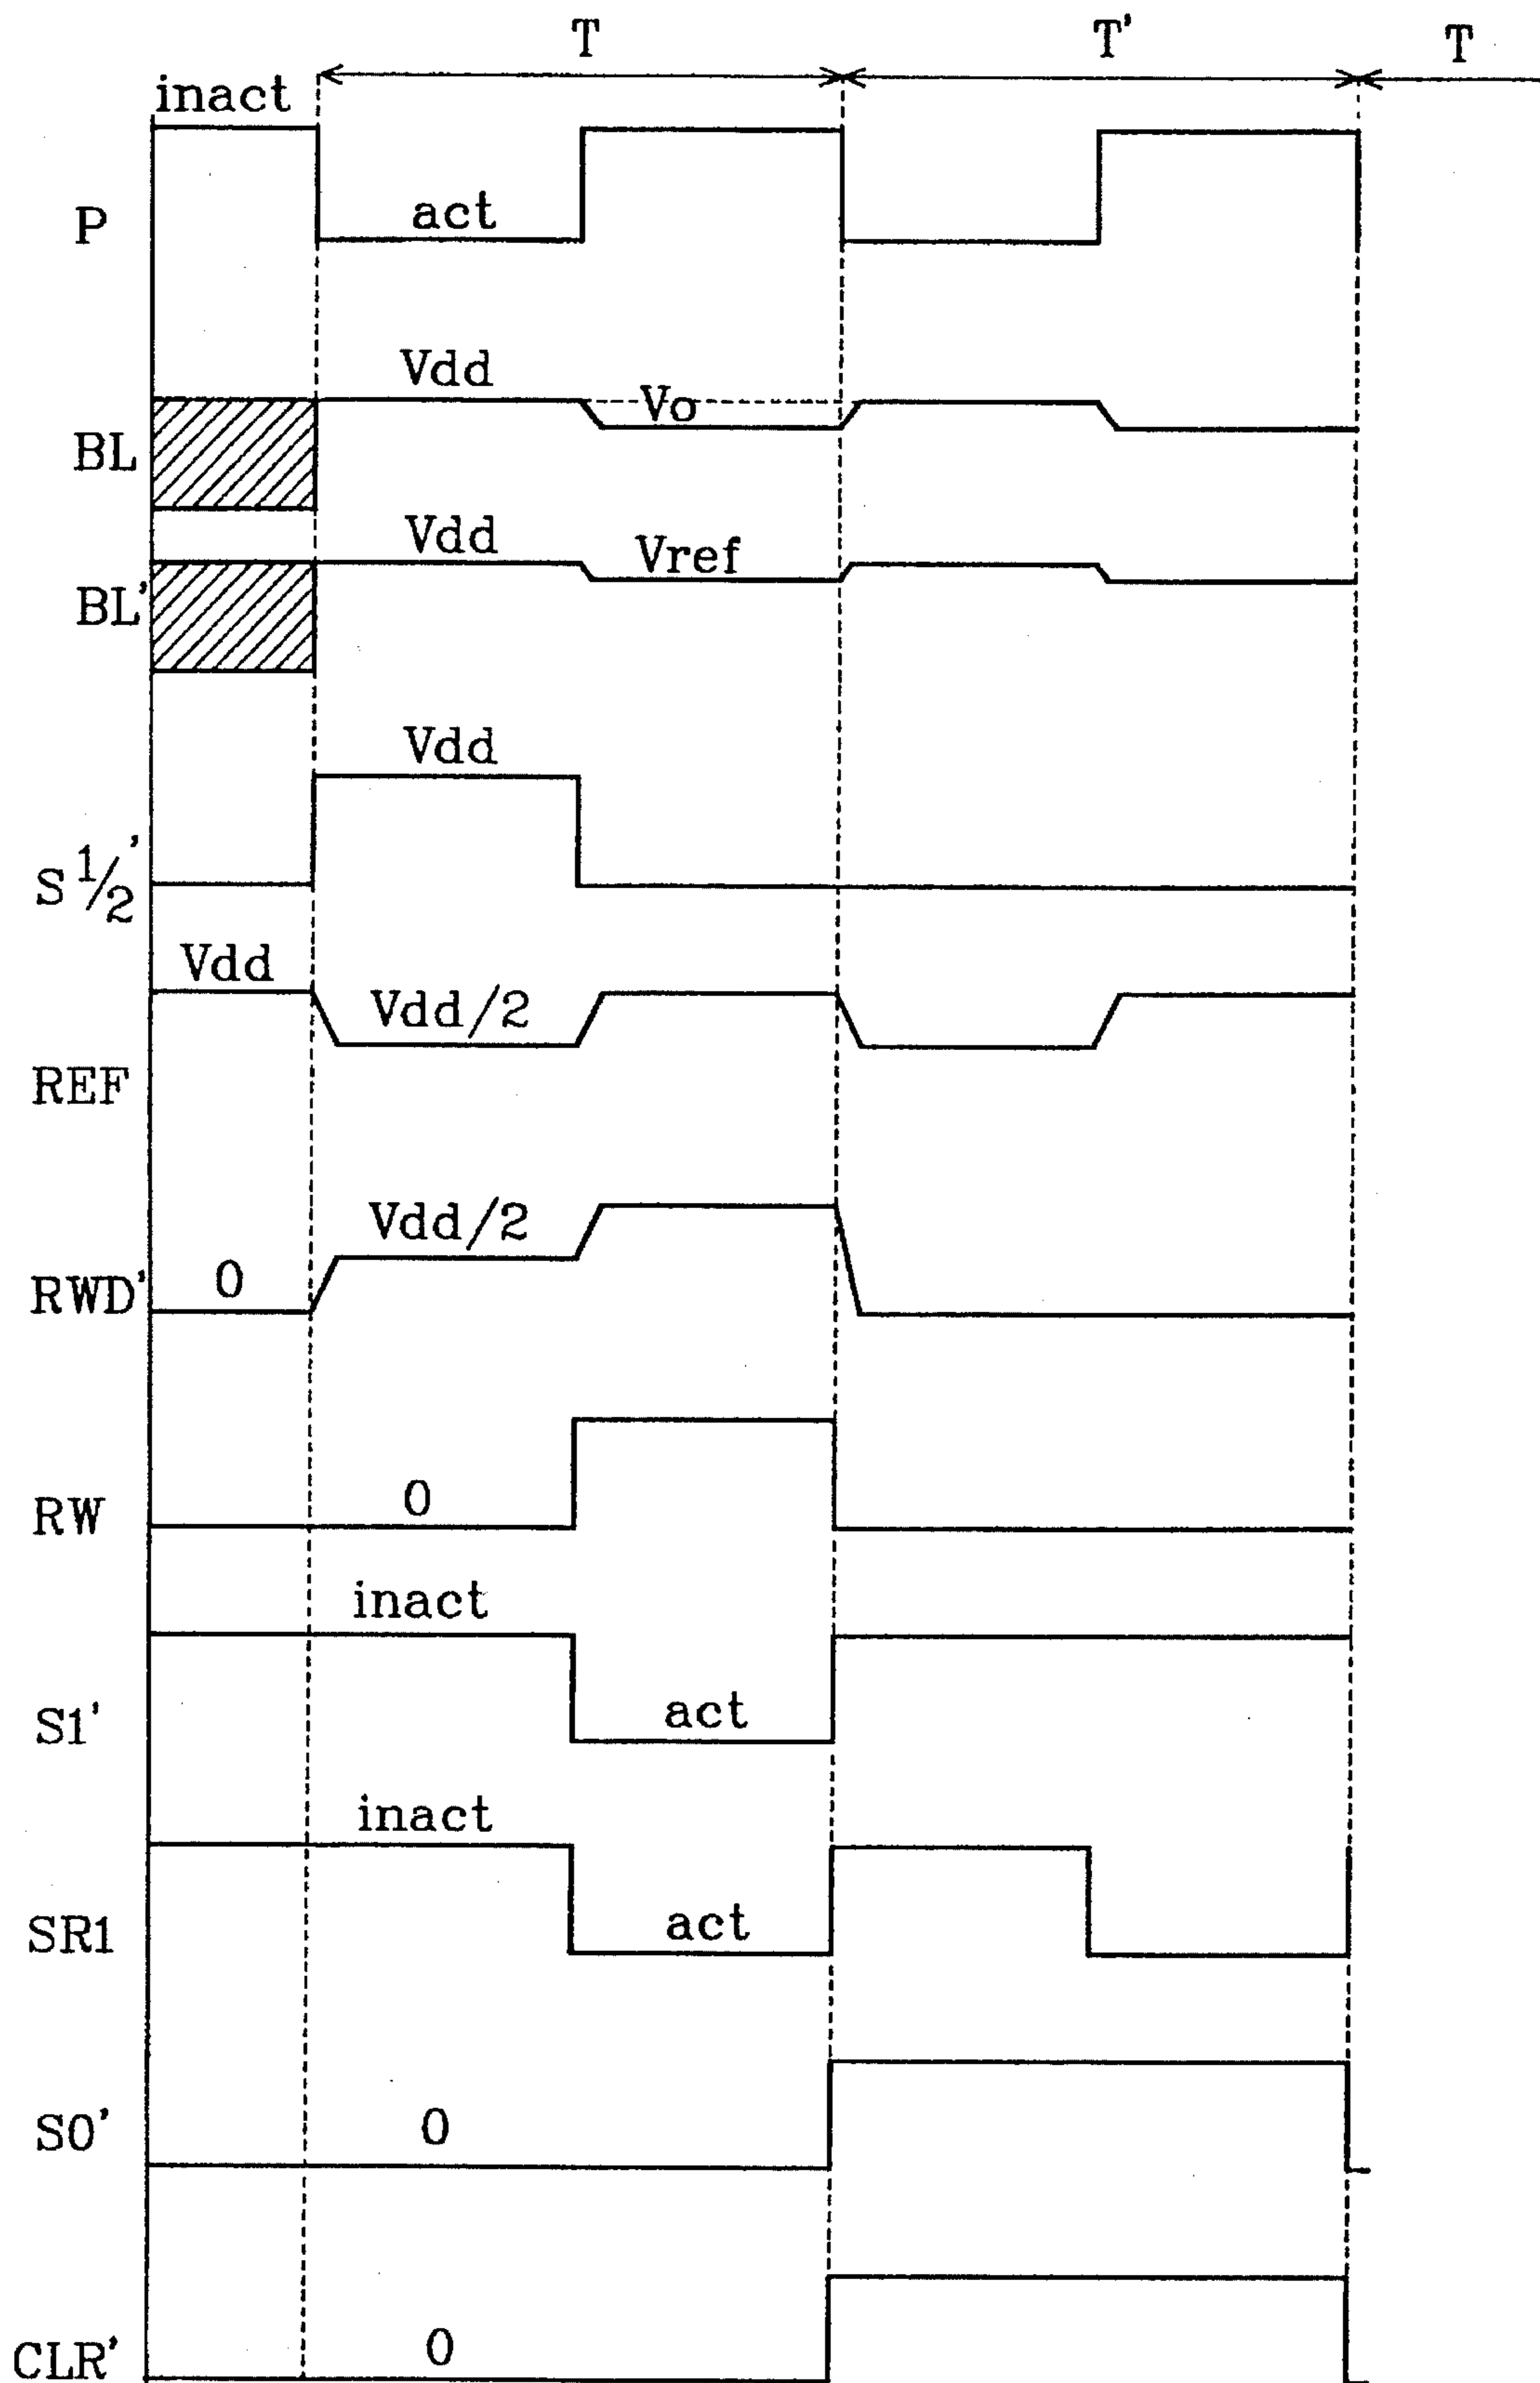 T T' T
inact
P act
Vdd
Vo
BL
Vdd Vref
BL'
Vdd
S 1/2'
Vdd Vdd/2
REF
Vdd/2
RWD' 0
RW 0
inact
S1' act
inact
SR1 act
S0' 0
CLR' 0